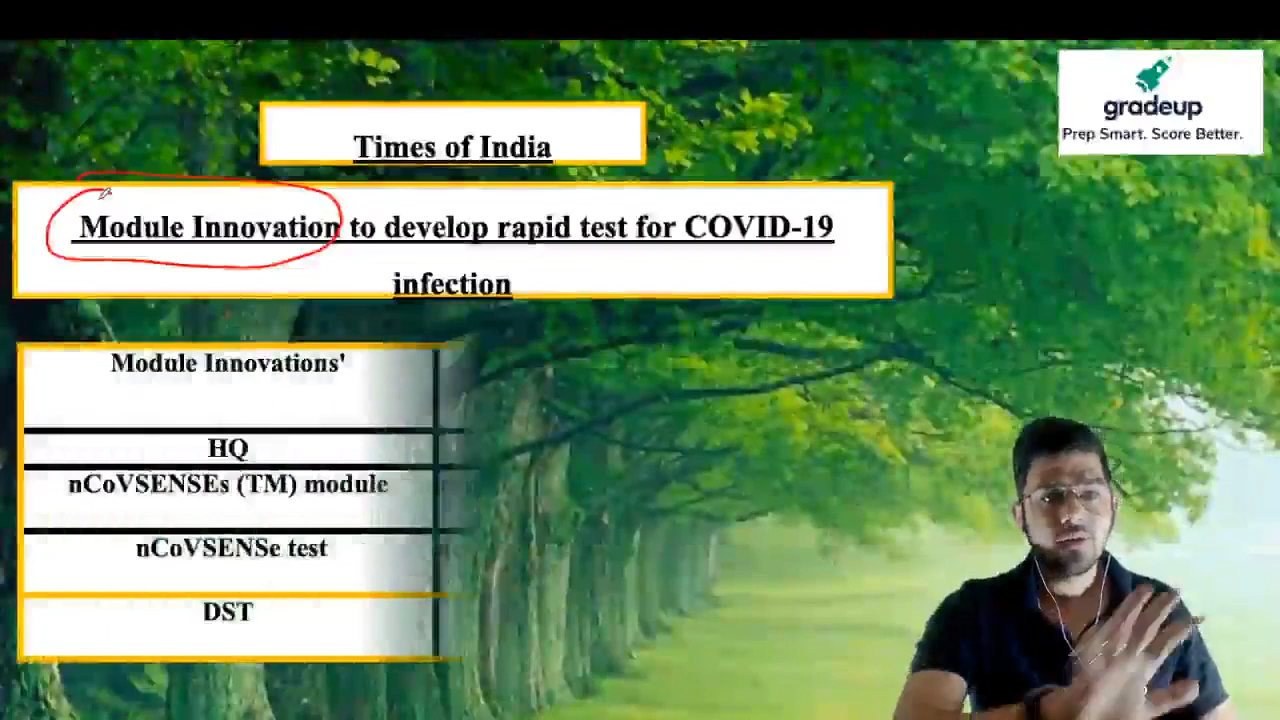 gradeup
Prep Smart. Score Better.
Times of India
Module Innovation to develop rapid test for COVID-19
infection
Module Innovations'
HQ
nCoVSENSEs (TM) module
nCoVSENSe test
DST